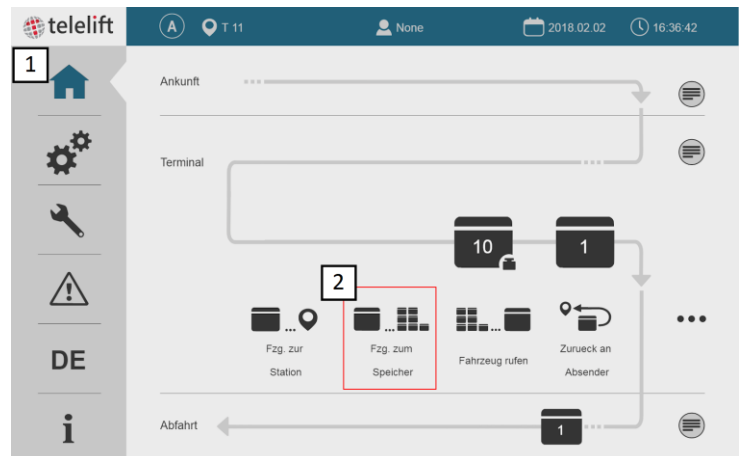 telelift
A T 11 None 2018.02.02 16:36:42
1
Ankunft
Terminal
10 1
2
Fzg. zur
Station
Fzg. zum
Speicher
Fahrzeug rufen
Zurueck an
Absender
DE
Abfahrt
1
i